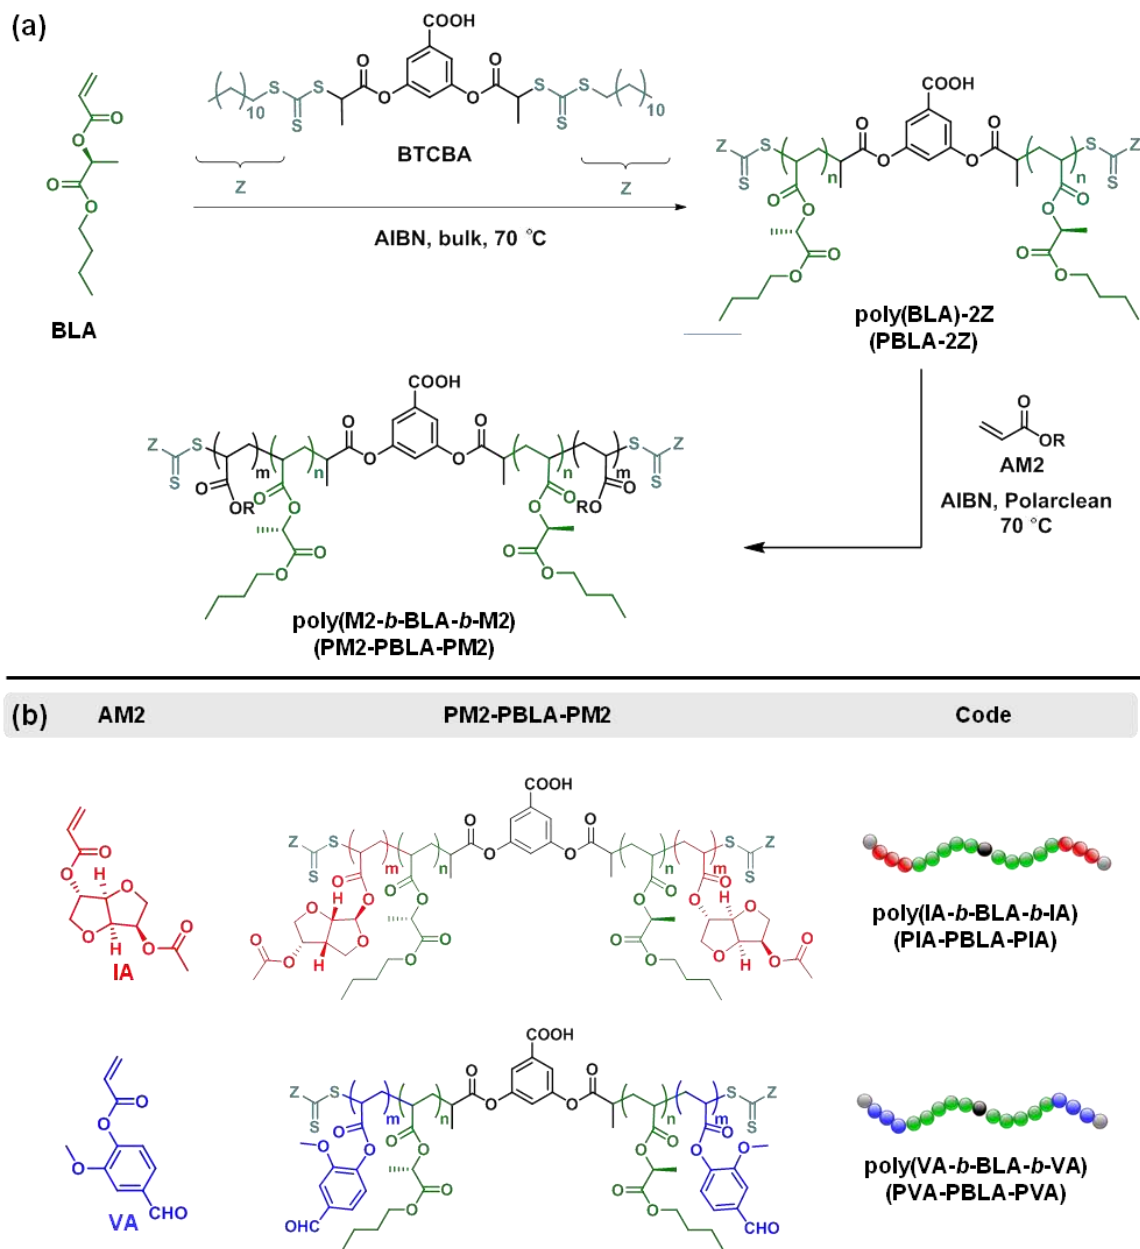 (a)
COOH
O
O
S
S
S
S
O
O
S
S
10
10
BTCBA
Z
Z
AIBN, bulk, 70 °C
O
O
O
O
BLA
COOH
Z
S
S
n
O
O
O
O
n
S
S
Z
O
O
O
O
O
O
O
O
poly(BLA)-2Z
(PBLA-2Z)
O
OR
AM2
AIBN, Polarclean
70 °C
COOH
Z
S
S
m
n
O
O
O
O
n
m
S
S
Z
O
OR
O
O
O
O
O
O
RO
O
O
O
poly(M2-b-BLA-b-M2)
(PM2-PBLA-PM2)
(b)
AM2
PM2-PBLA-PM2
Code
O
O
H
O
O
H
O
O
IA
COOH
Z
S
S
m
n
O
O
O
O
n
m
S
S
Z
O
O
H
O
O
H
O
O
O
O
O
O
O
O
O
O
O
H
O
O
H
O
O
poly(IA-b-BLA-b-IA)
(PIA-PBLA-PIA)
O
O
O
CHO
VA
COOH
Z
S
S
m
n
O
O
O
O
n
m
S
S
Z
O
O
O
OHC
O
O
O
O
O
O
O
O
O
O
O
CHO
poly(VA-b-BLA-b-VA)
(PVA-PBLA-PVA)